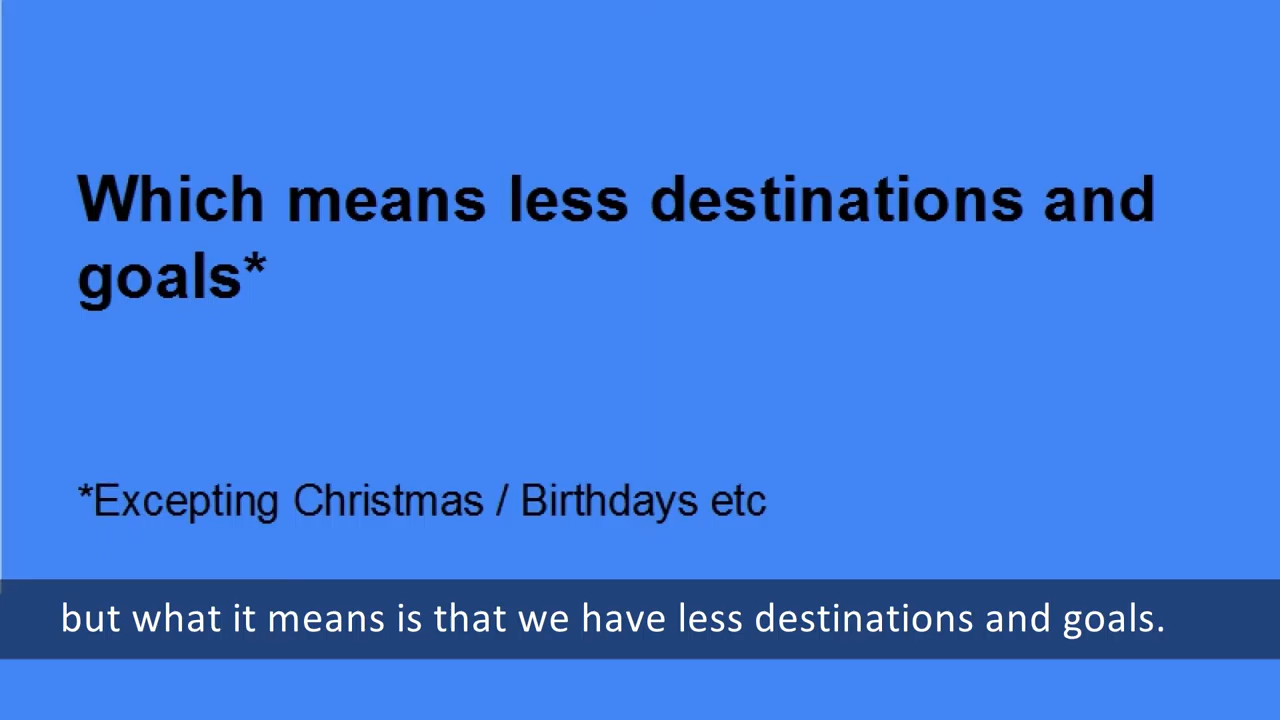 Which means less destinations and
goals*
*Excepting Christmas / Birthdays etc
but what it means is that we have less destinations and goals.